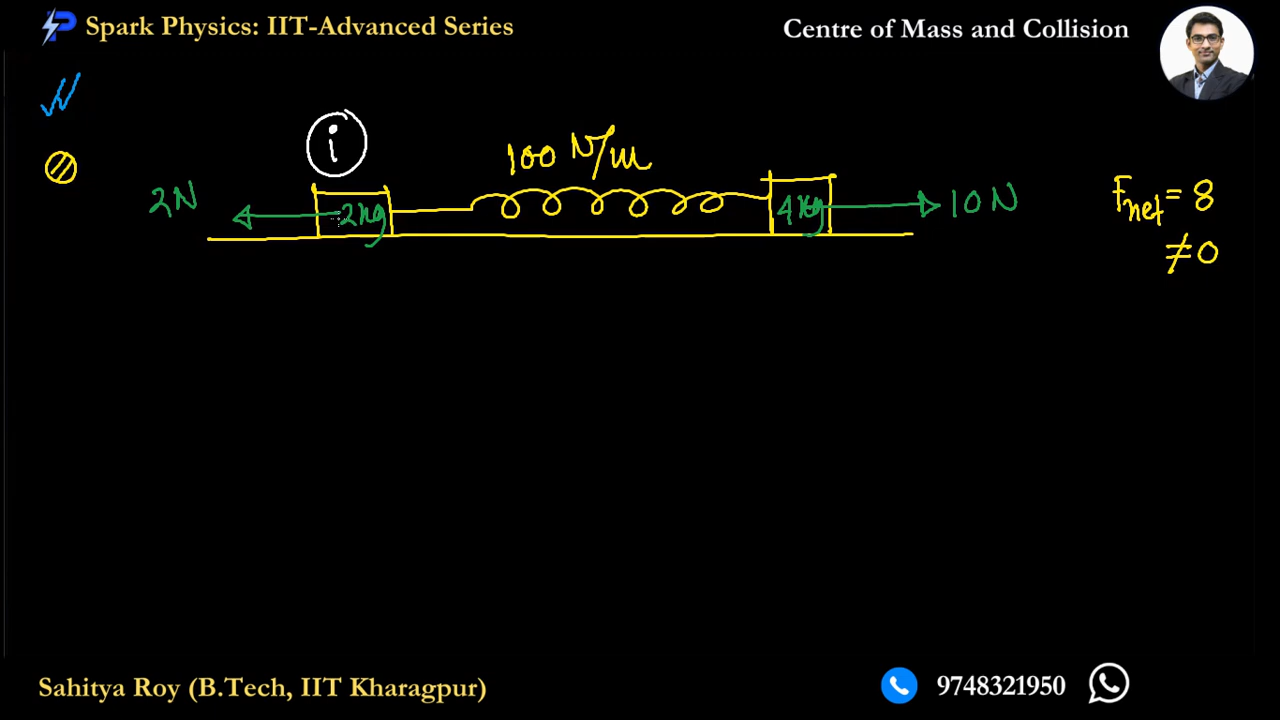 Spark Physics: IIT-Advanced Series
Centre of Mass and Collision
i
100 N/m
2N
2kg
4kg
10N
Fnet = 8
≠0
Sahitya Roy (B.Tech, IIT Kharagpur)
9748321950